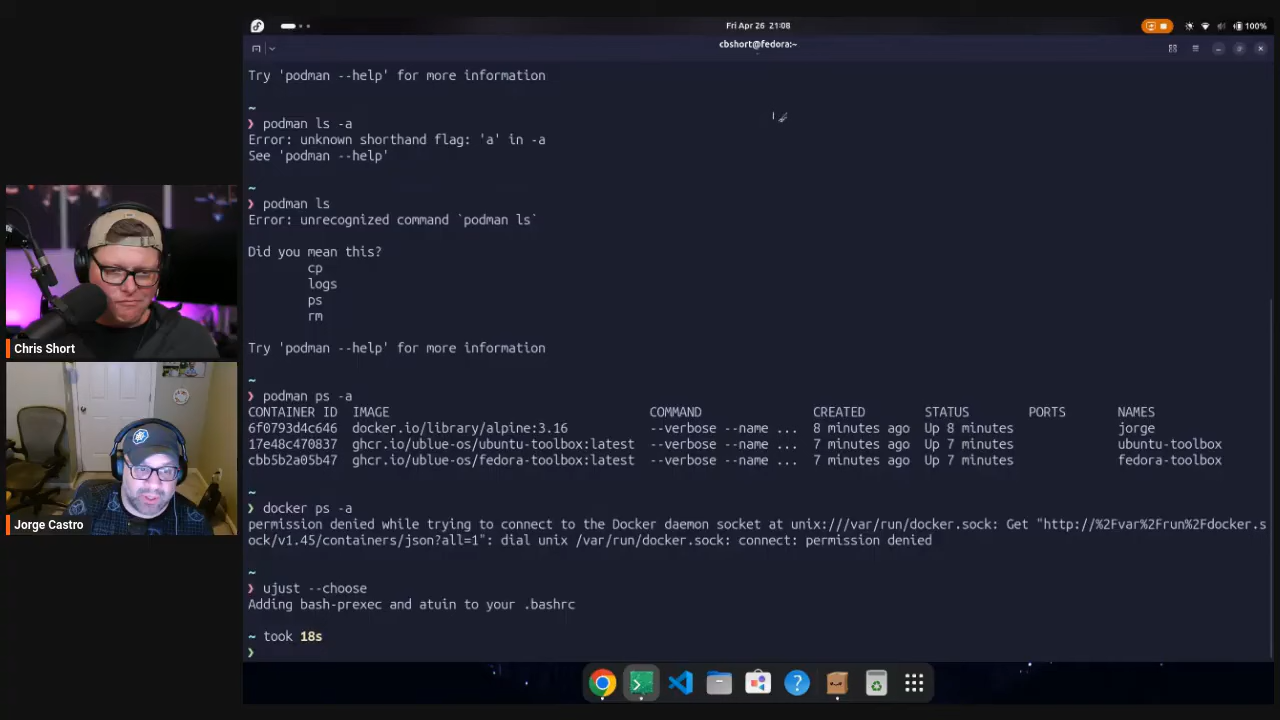 Fri Apr 26 21:08
100%
cbshort@fedora:~
Try 'podman --help' for more information
~
❯ podman ls -a
Error: unknown shorthand flag: 'a' in -a
See 'podman --help'
~
❯ podman ls
Error: unrecognized command `podman ls`
Did you mean this?
cp
logs
ps
rm
Try 'podman --help' for more information
~
❯ podman ps -a
CONTAINER ID IMAGE COMMAND CREATED STATUS PORTS NAMES
6f0793d4c646 docker.io/library/alpine:3.16 --verbose --name ... 8 minutes ago Up 8 minutes jorge
17e48c470837 ghcr.io/ublue-os/ubuntu-toolbox:latest --verbose --name ... 7 minutes ago Up 7 minutes ubuntu-toolbox
cbb5b2a05b47 ghcr.io/ublue-os/fedora-toolbox:latest --verbose --name ... 7 minutes ago Up 7 minutes fedora-toolbox
~
❯ docker ps -a
permission denied while trying to connect to the Docker daemon socket at unix:///var/run/docker.sock: Get "http://%2Fvar%2Frun%2Fdocker.s
ock/v1.45/containers/json?all=1": dial unix /var/run/docker.sock: connect: permission denied
~
❯ ujust --choose
Adding bash-prexec and atuin to your .bashrc
~ took 18s
❯
Chris Short
Jorge Castro